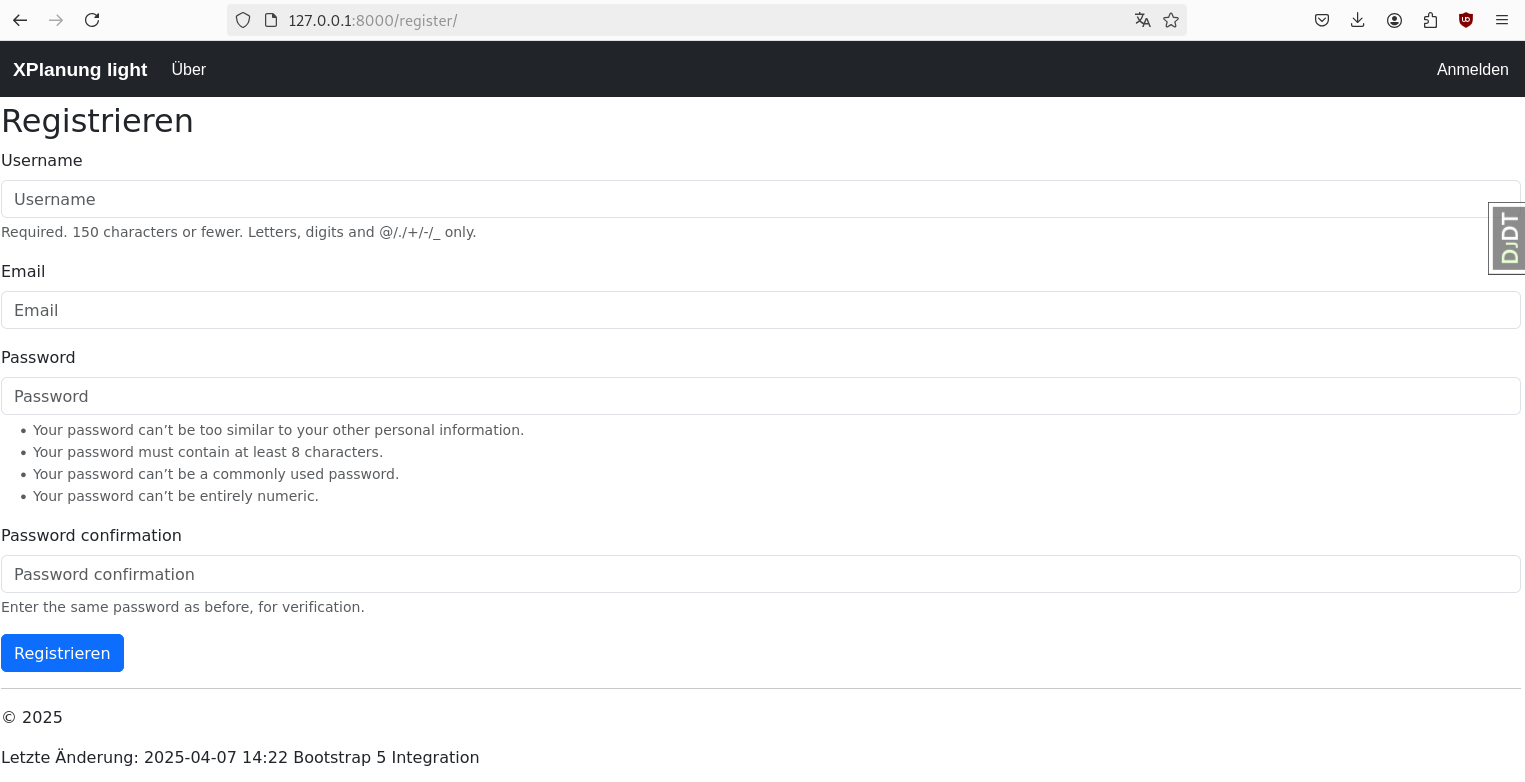 127.0.0.1:8000/register/
XPlanung light Über Anmelden
Registrieren
Username
Username
Required. 150 characters or fewer. Letters, digits and @/./+/-/_ only.
DJDT
Email
Email
Password
Password
• Your password can’t be too similar to your other personal information.
• Your password must contain at least 8 characters.
• Your password can’t be a commonly used password.
• Your password can’t be entirely numeric.
Password confirmation
Password confirmation
Enter the same password as before, for verification.
Registrieren
© 2025
Letzte Änderung: 2025-04-07 14:22 Bootstrap 5 Integration